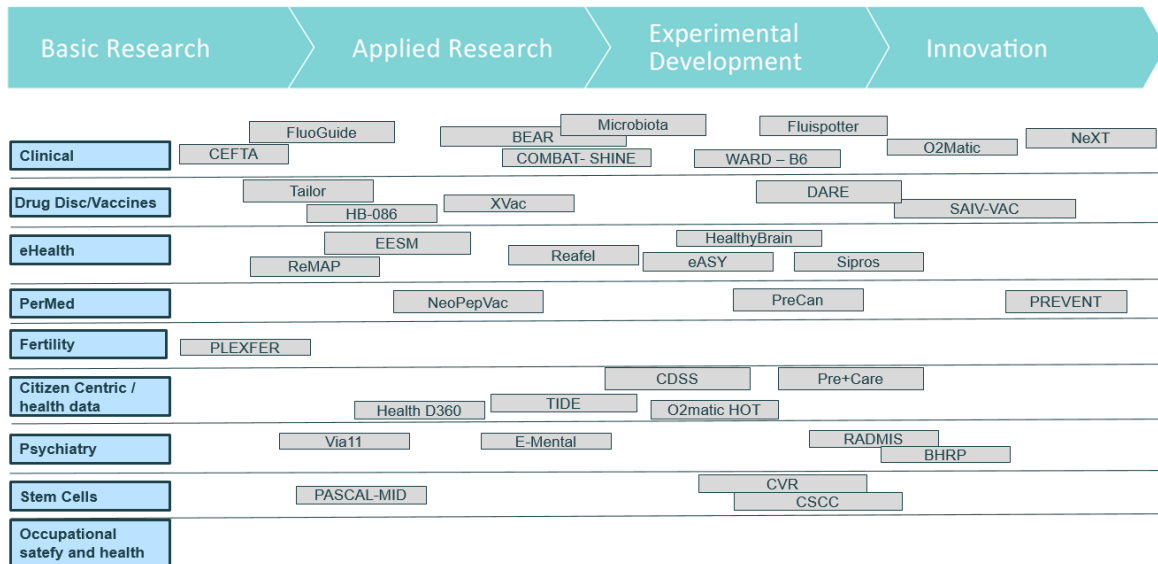 Basic Research
Applied Research
Experimental
Development
Innovation
Clinical
CEFTA
FluoGuide
BEAR
Microbiota
COMBAT- SHINE
WARD – B6
Fluispotter
O2Matic
NeXT
Drug Disc/Vaccines
Tailor
HB-086
XVac
DARE
SAIV-VAC
eHealth
ReMAP
EESM
Reafel
HealthyBrain
eASY
Sipros
PerMed
NeoPepVac
PreCan
PREVENT
Fertility
PLEXFER
Citizen Centric /
health data
Health D360
TIDE
CDSS
O2matic HOT
Pre+Care
Psychiatry
Via11
E-Mental
RADMIS
BHRP
Stem Cells
PASCAL-MID
CVR
CSCC
Occupational
satefy and health